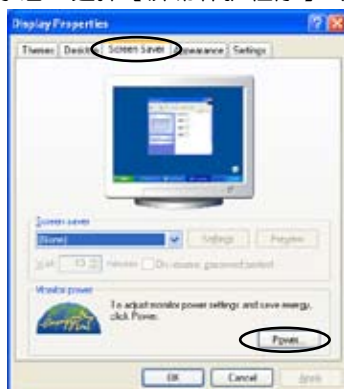 Display Properties
Themes Desktop Screen Saver Appearance Settings
Screen saver
(None) Settings Preview
Wait: minutes On resume, password protect
Monitor power
To adjust monitor power settings and save energy,
click Power.
Power...
OK Cancel Apply